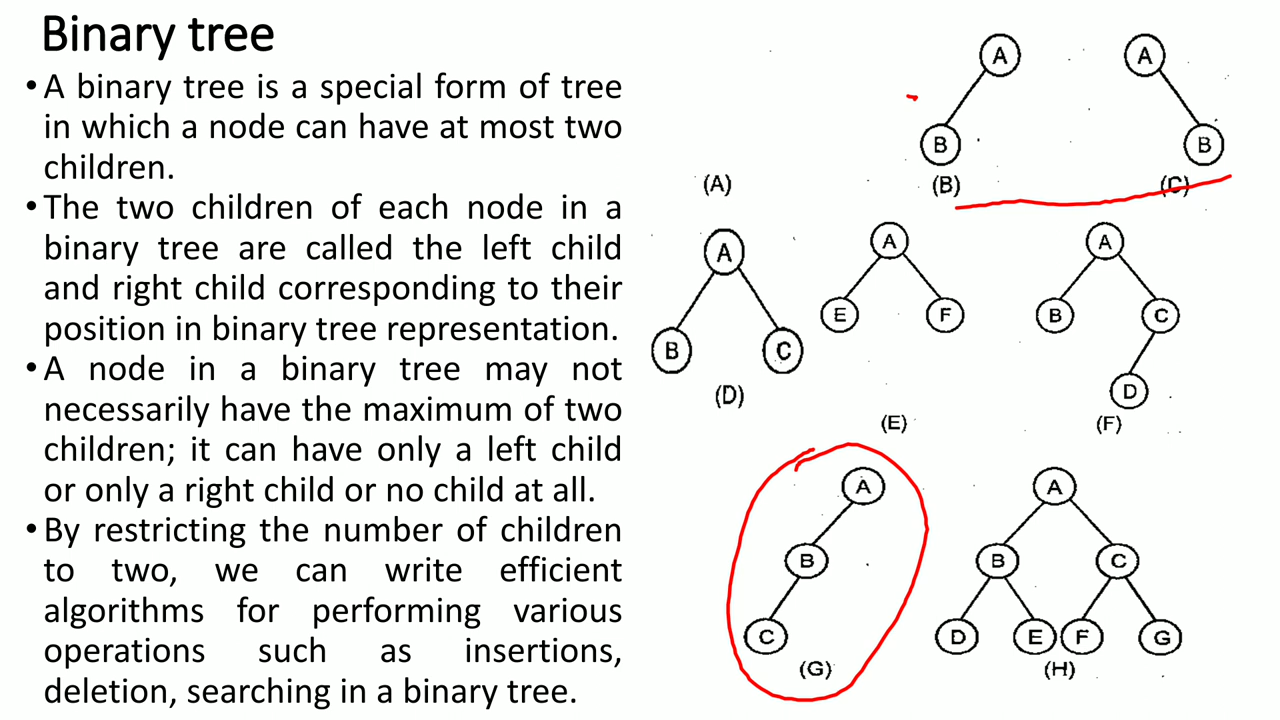 Binary tree
•A binary tree is a special form of tree
in which a node can have at most two
children.
•The two children of each node in a
binary tree are called the left child
and right child corresponding to their
position in binary tree representation.
•A node in a binary tree may not
necessarily have the maximum of two
children; it can have only a left child
or only a right child or no child at all.
•By restricting the number of children
to two, we can write efficient
algorithms for performing various
operations such as insertions,
deletion, searching in a binary tree.
A A
B B
(A) (B) (C)
A A A
E F B C
B C
D
(D)
(E) (F)
A A
B B C
C D E F G
(G) (H)